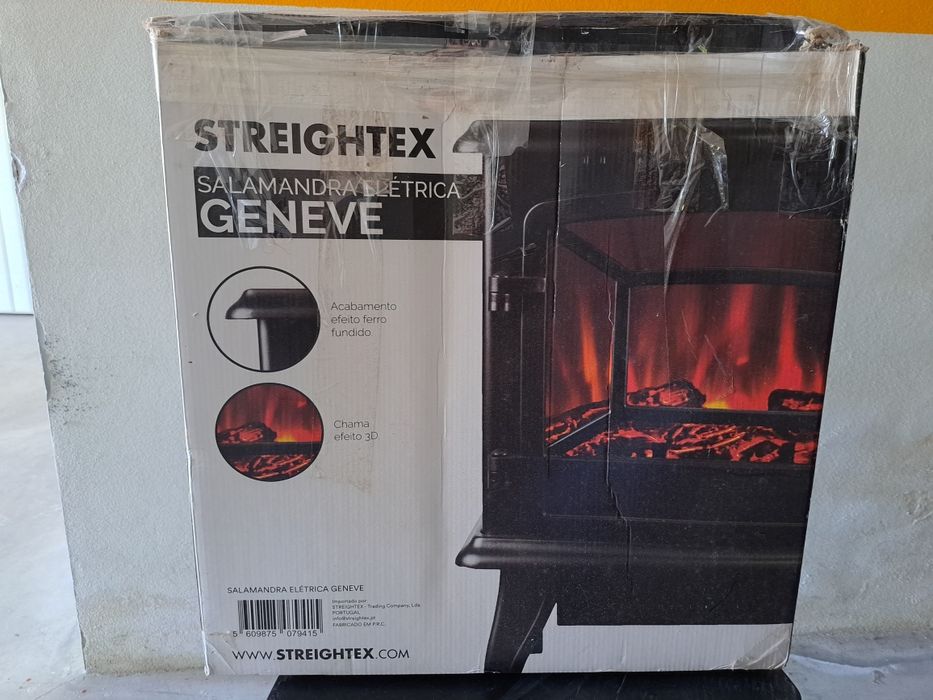 STREIGHTEX
SALAMANDRA ELÉTRICA
GENEVE
Acabamento
efeito ferro
fundido.
Chama
efeito 3D
SALAMANDRA ELÉTRICA GENEVE
Importado por:
STREIGHTEX - Trading Company, Lda
PORTUGAL
info@streightex.pt
FABRICADO EM P.R.C.
5 609875 079415
WWW.STREIGHTEX.COM